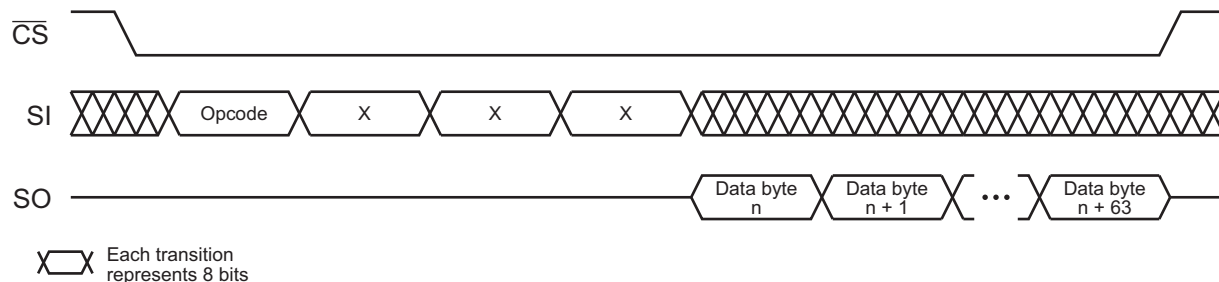 CS
SI
Opcode
X
X
X
SO
Data byte
n
Data byte
n + 1
•••
Data byte
n + 63
Each transition
represents 8 bits